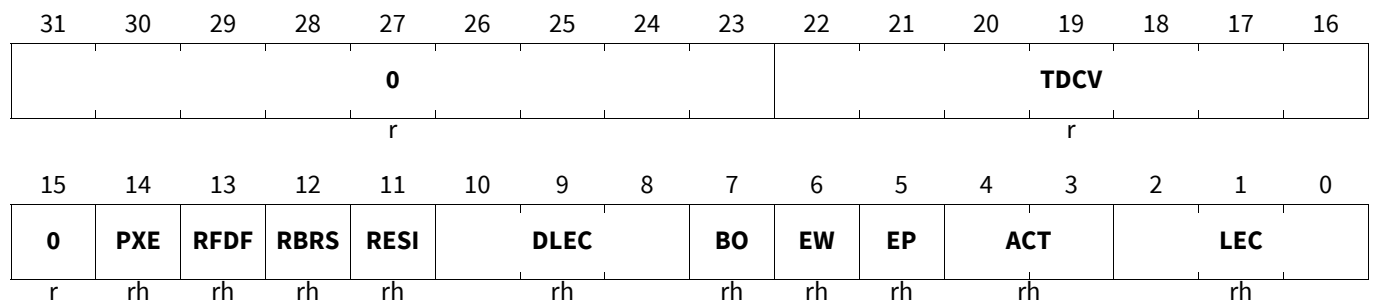 31 30 29 28 27 26 25 24 23 22 21 20 19 18 17 16
0 TDCV
r r
15 14 13 12 11 10 9 8 7 6 5 4 3 2 1 0
0 PXE RFDF RBRS RESI DLEC BO EW EP ACT LEC
r rh rh rh rh rh rh rh rh rh rh